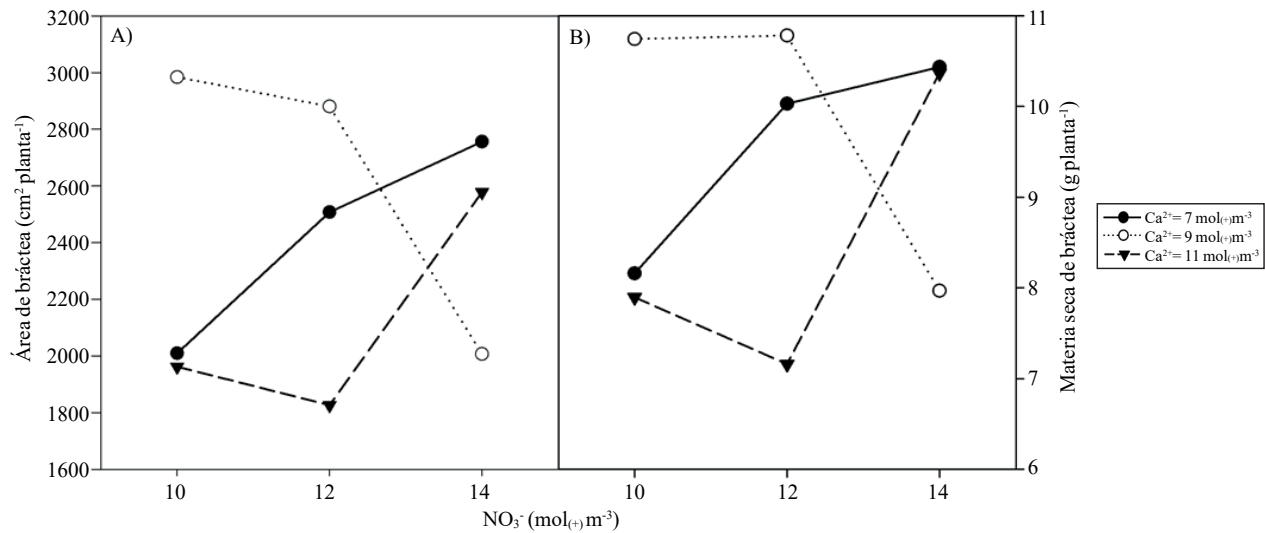 A)
B)
3200
3000
2800
2600
2400
2200
2000
1800
1600
Área de bráctea (cm² planta⁻¹)
11
10
9
8
7
6
Materia seca de bráctea (g planta⁻¹)
10 12 14
10 12 14
NO₃⁻ (mol₍₊₎ m⁻³)
Ca²⁺= 7 mol₍₊₎m⁻³
Ca²⁺= 9 mol₍₊₎m⁻³
Ca²⁺= 11 mol₍₊₎m⁻³